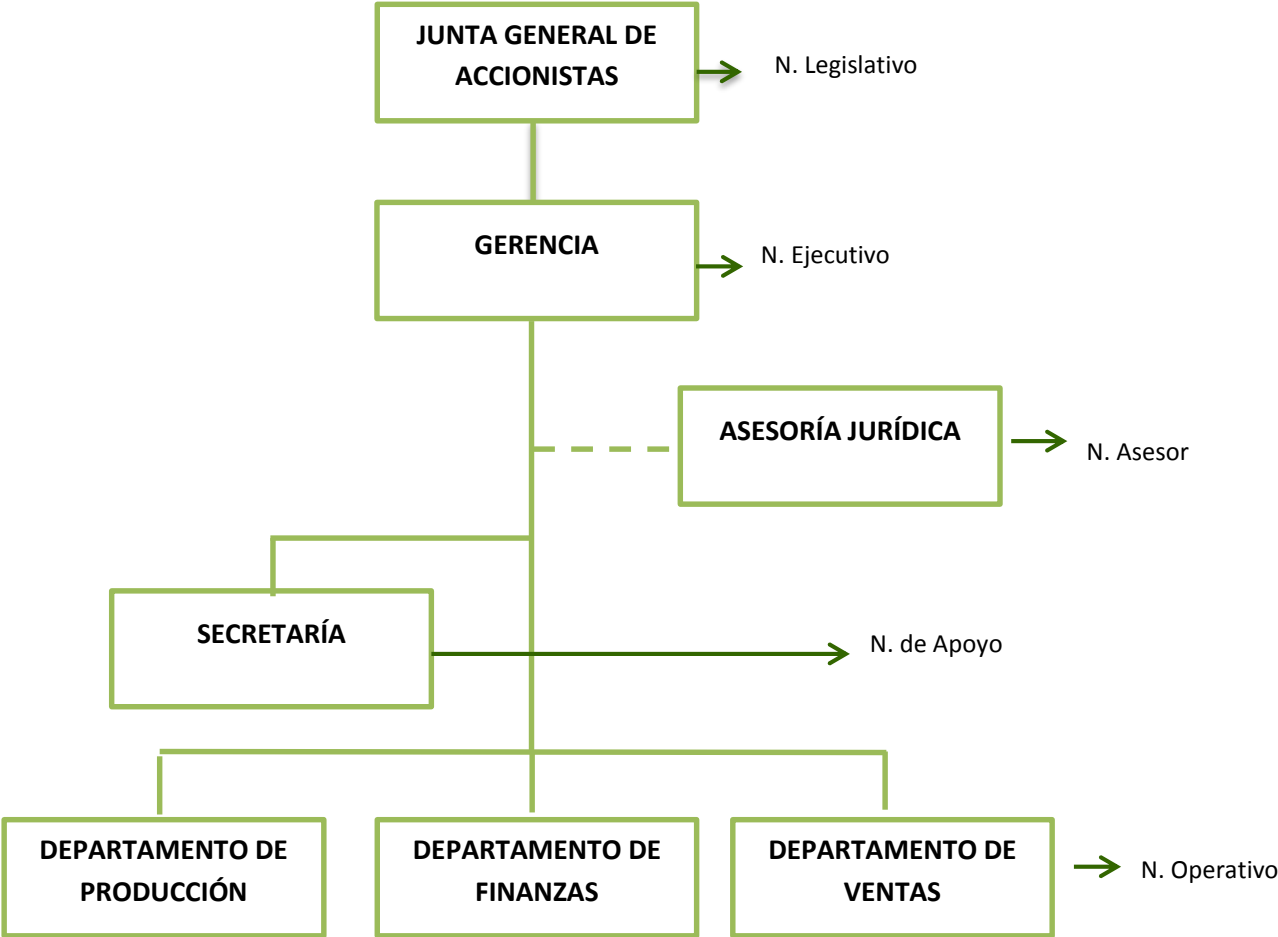 JUNTA GENERAL DE
ACCIONISTAS
N. Legislativo
GERENCIA
N. Ejecutivo
ASESORÍA JURÍDICA
N. Asesor
SECRETARÍA
N. de Apoyo
DEPARTAMENTO DE
PRODUCCIÓN
DEPARTAMENTO DE
FINANZAS
DEPARTAMENTO DE
VENTAS
N. Operativo